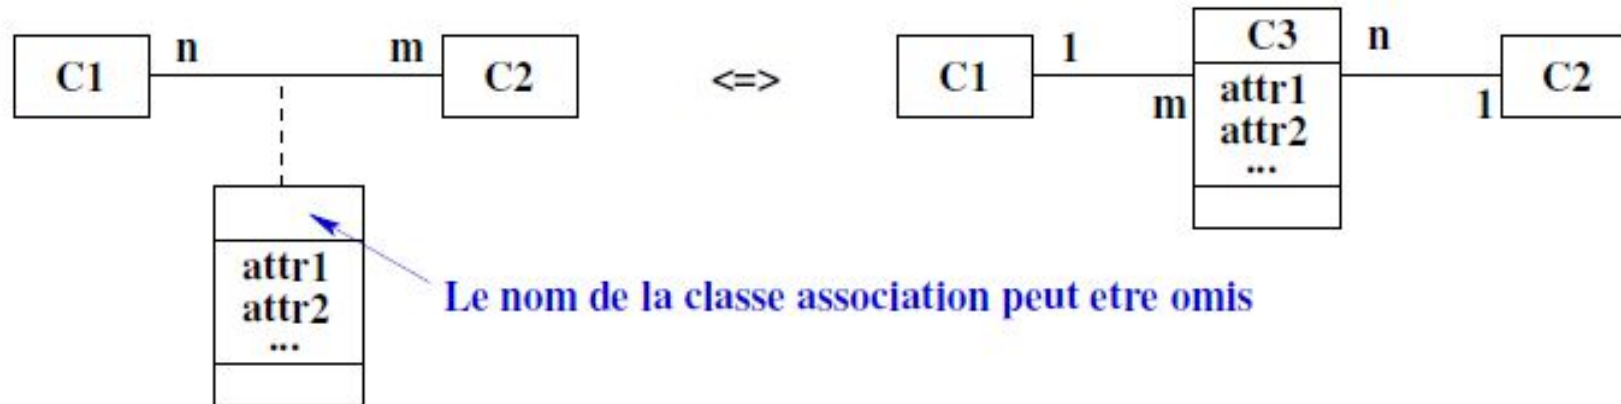 C1
n
m
C2
attr1
attr2
...
Le nom de la classe association peut etre omis
<=>
C1
1
m
C3
attr1
attr2
...
n
1
C2